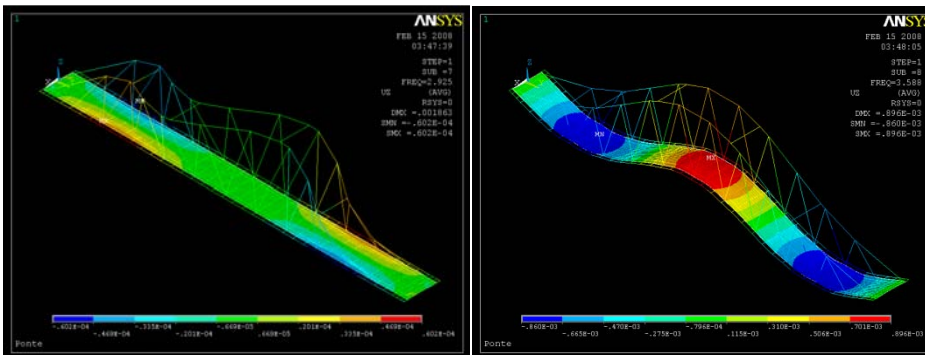 1
ANSYS
FEB 15 2008
03:47:39
STEP=1
SUB =7
FREQ=2.925
UZ (AVG)
RSYS=0
DMX =.001863
SMN =-.602E-04
SMX =.602E-04
MN
MX
-.602E-04 -.335E-04 -.669E-05 .201E-04 .469E-04
-.469E-04 -.201E-04 .669E-05 .335E-04 .602E-04
Ponte
1
ANSYS
FEB 15 2008
03:48:05
STEP=1
SUB =8
FREQ=3.588
UZ (AVG)
RSYS=0
DMX =.896E-03
SMN =-.860E-03
SMX =.896E-03
MN
MX
-.860E-03 -.470E-03 -.796E-04 .310E-03 .701E-03
-.665E-03 -.275E-03 .115E-03 .506E-03 .896E-03
Ponte